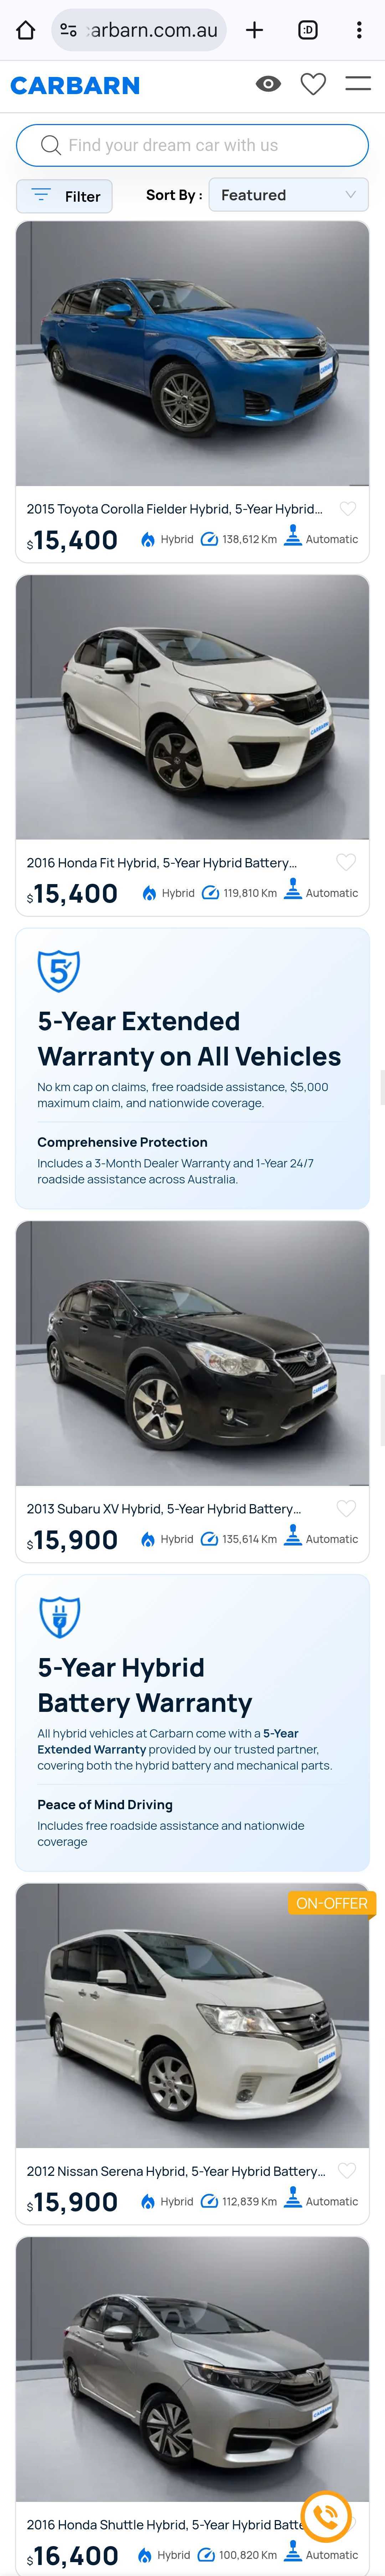 :arbarn.com.au
:D
CARBARN
Find your dream car with us
Filter
Sort By :
Featured
CARBARN
2015 Toyota Corolla Fielder Hybrid, 5-Year Hybrid...
$15,400
Hybrid
138,612 Km
Automatic
CARBARN
2016 Honda Fit Hybrid, 5-Year Hybrid Battery...
$15,400
Hybrid
119,810 Km
Automatic
5
5-Year Extended
Warranty on All Vehicles
No km cap on claims, free roadside assistance, $5,000
maximum claim, and nationwide coverage.
Comprehensive Protection
Includes a 3-Month Dealer Warranty and 1-Year 24/7
roadside assistance across Australia.
CARBARN
2013 Subaru XV Hybrid, 5-Year Hybrid Battery...
$15,900
Hybrid
135,614 Km
Automatic
5-Year Hybrid
Battery Warranty
All hybrid vehicles at Carbarn come with a 5-Year
Extended Warranty provided by our trusted partner,
covering both the hybrid battery and mechanical parts.
Peace of Mind Driving
Includes free roadside assistance and nationwide
coverage
ON-OFFER
CARBARN
2012 Nissan Serena Hybrid, 5-Year Hybrid Battery...
$15,900
Hybrid
112,839 Km
Automatic
CARBARN
2016 Honda Shuttle Hybrid, 5-Year Hybrid Batte
$16,400
Hybrid
100,820 Km
Automatic